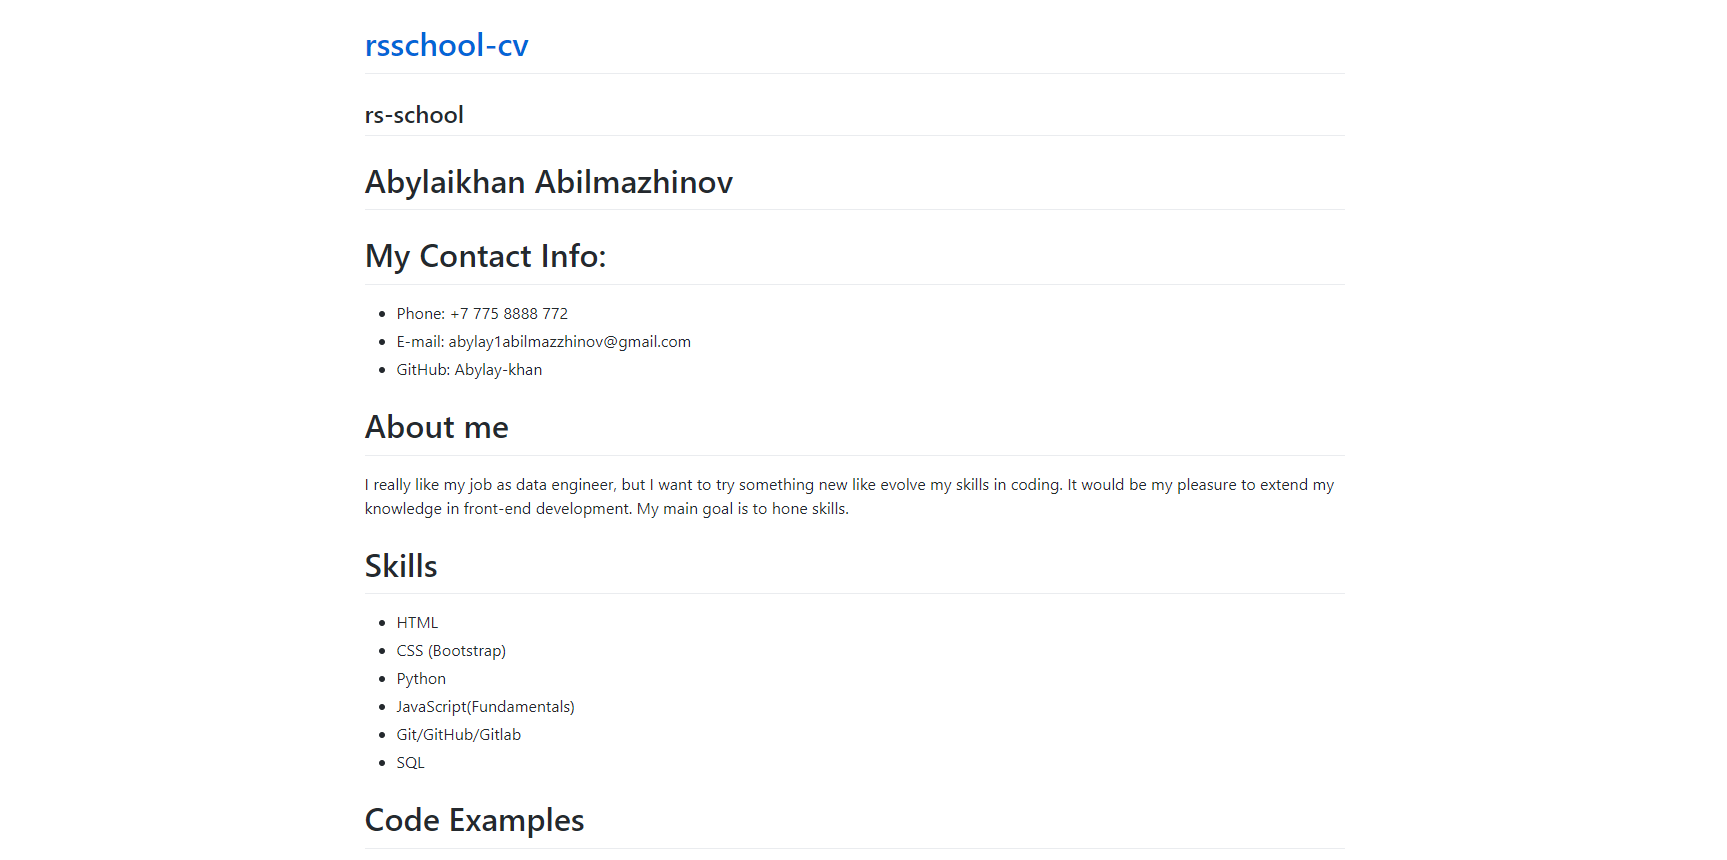 rsschool-cv
rs-school
Abylaikhan Abilmazhinov
My Contact Info:
Phone: +7 775 8888 772
E-mail: abylay1abilmazzhinov@gmail.com
GitHub: Abylay-khan
About me
I really like my job as data engineer, but I want to try something new like evolve my skills in coding. It would be my pleasure to extend my
knowledge in front-end development. My main goal is to hone skills.
Skills
HTML
CSS (Bootstrap)
Python
JavaScript(Fundamentals)
Git/GitHub/Gitlab
SQL
Code Examples